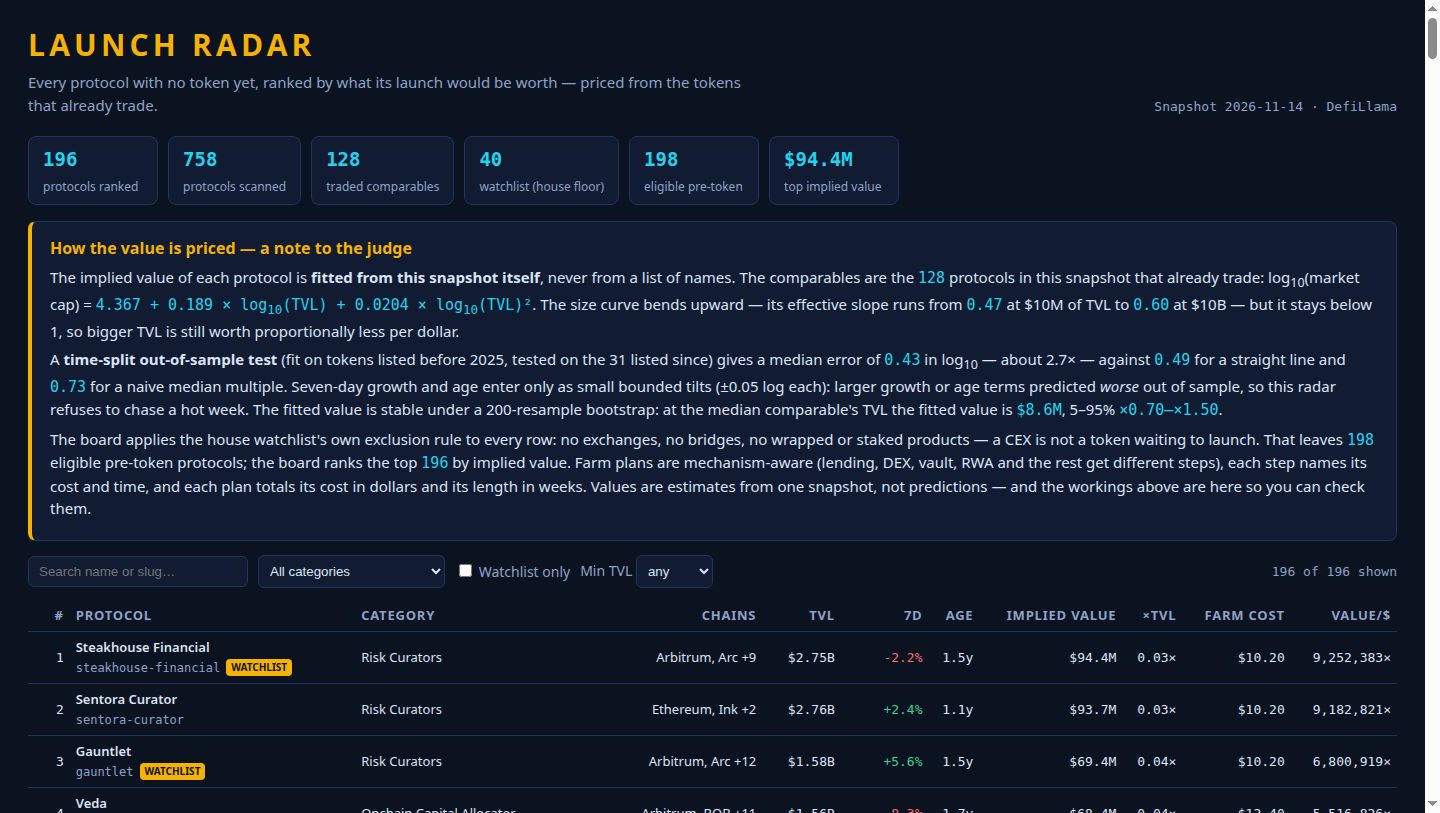 LAUNCH RADAR
Every protocol with no token yet, ranked by what its launch would be worth — priced from the tokens
that already trade.
Snapshot 2026-11-14 · DefiLlama
196 758 128 40 198 $94.4M
protocols ranked protocols scanned traded comparables watchlist (house floor) eligible pre-token top implied value
How the value is priced — a note to the judge
The implied value of each protocol is fitted from this snapshot itself, never from a list of names. The comparables are the 128 protocols in this snapshot that already trade: log10(market
cap) = 4.367 + 0.189 × log10(TVL) + 0.0204 × log10(TVL)². The size curve bends upward — its effective slope runs from 0.47 at $10M of TVL to 0.60 at $10B — but it stays below
1, so bigger TVL is still worth proportionally less per dollar.
A time-split out-of-sample test (fit on tokens listed before 2025, tested on the 31 listed since) gives a median error of 0.43 in log10 — about 2.7× — against 0.49 for a straight line and
0.73 for a naive median multiple. Seven-day growth and age enter only as small bounded tilts (±0.05 log each): larger growth or age terms predicted worse out of sample, so this radar
refuses to chase a hot week. The fitted value is stable under a 200-resample bootstrap: at the median comparable's TVL the fitted value is $8.6M, 5–95% ×0.70–×1.50.
The board applies the house watchlist's own exclusion rule to every row: no exchanges, no bridges, no wrapped or staked products — a CEX is not a token waiting to launch. That leaves 198
eligible pre-token protocols; the board ranks the top 196 by implied value. Farm plans are mechanism-aware (lending, DEX, vault, RWA and the rest get different steps), each step names its
cost and time, and each plan totals its cost in dollars and its length in weeks. Values are estimates from one snapshot, not predictions — and the workings above are here so you can check
them.
Search name or slug… All categories Watchlist only Min TVL any 196 of 196 shown
# PROTOCOL CATEGORY CHAINS TVL 7D AGE IMPLIED VALUE ×TVL FARM COST VALUE/$
1 Steakhouse Financial Risk Curators Arbitrum, Arc +9 $2.75B -2.2% 1.5y $94.4M 0.03× $10.20 9,252,383×
steakhouse-financial WATCHLIST
2 Sentora Curator Risk Curators Ethereum, Ink +2 $2.76B +2.4% 1.1y $93.7M 0.03× $10.20 9,182,821×
sentora-curator
3 Gauntlet Risk Curators Arbitrum, Arc +12 $1.58B +5.6% 1.5y $69.4M 0.04× $10.20 6,800,919×
gauntlet WATCHLIST
Veda